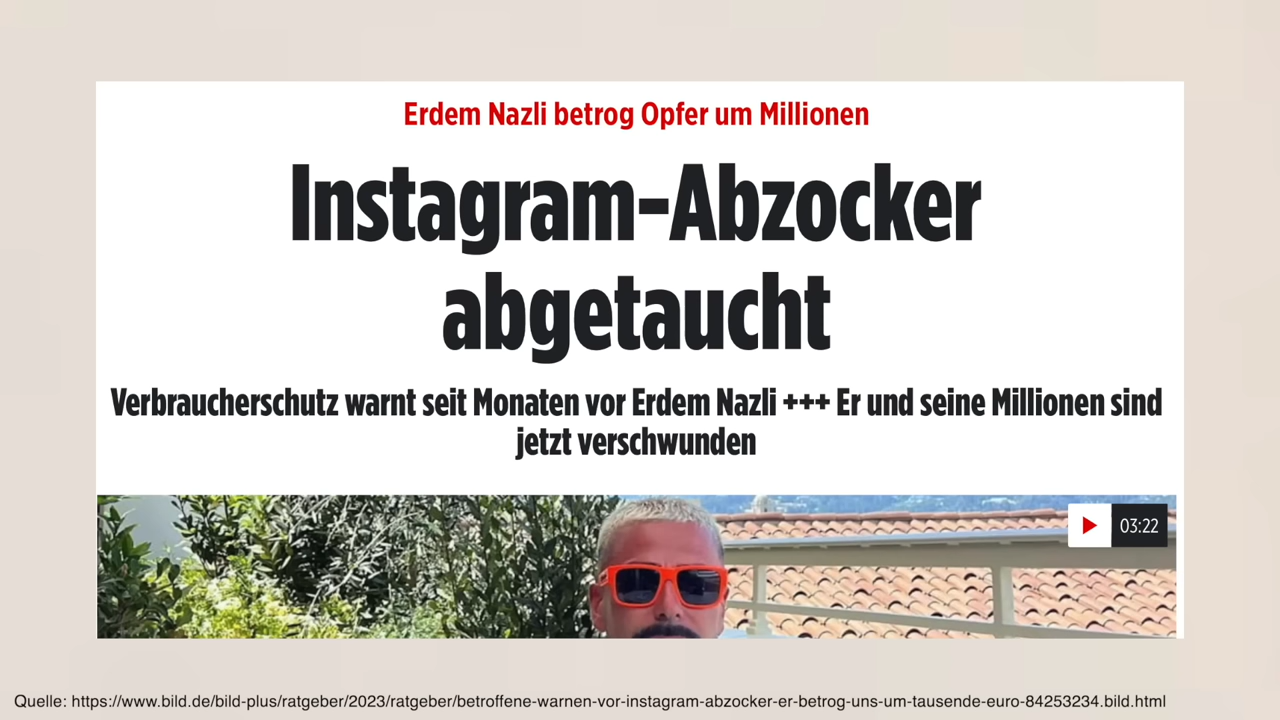 Erdem Nazli betrog Opfer um Millionen
Instagram-Abzocker
abgetaucht
Verbraucherschutz warnt seit Monaten vor Erdem Nazli +++ Er und seine Millionen sind
jetzt verschwunden
03:22
Quelle: https://www.bild.de/bild-plus/ratgeber/2023/ratgeber/betroffene-warnen-vor-instagram-abzocker-er-betrog-uns-um-tausende-euro-84253234.bild.html